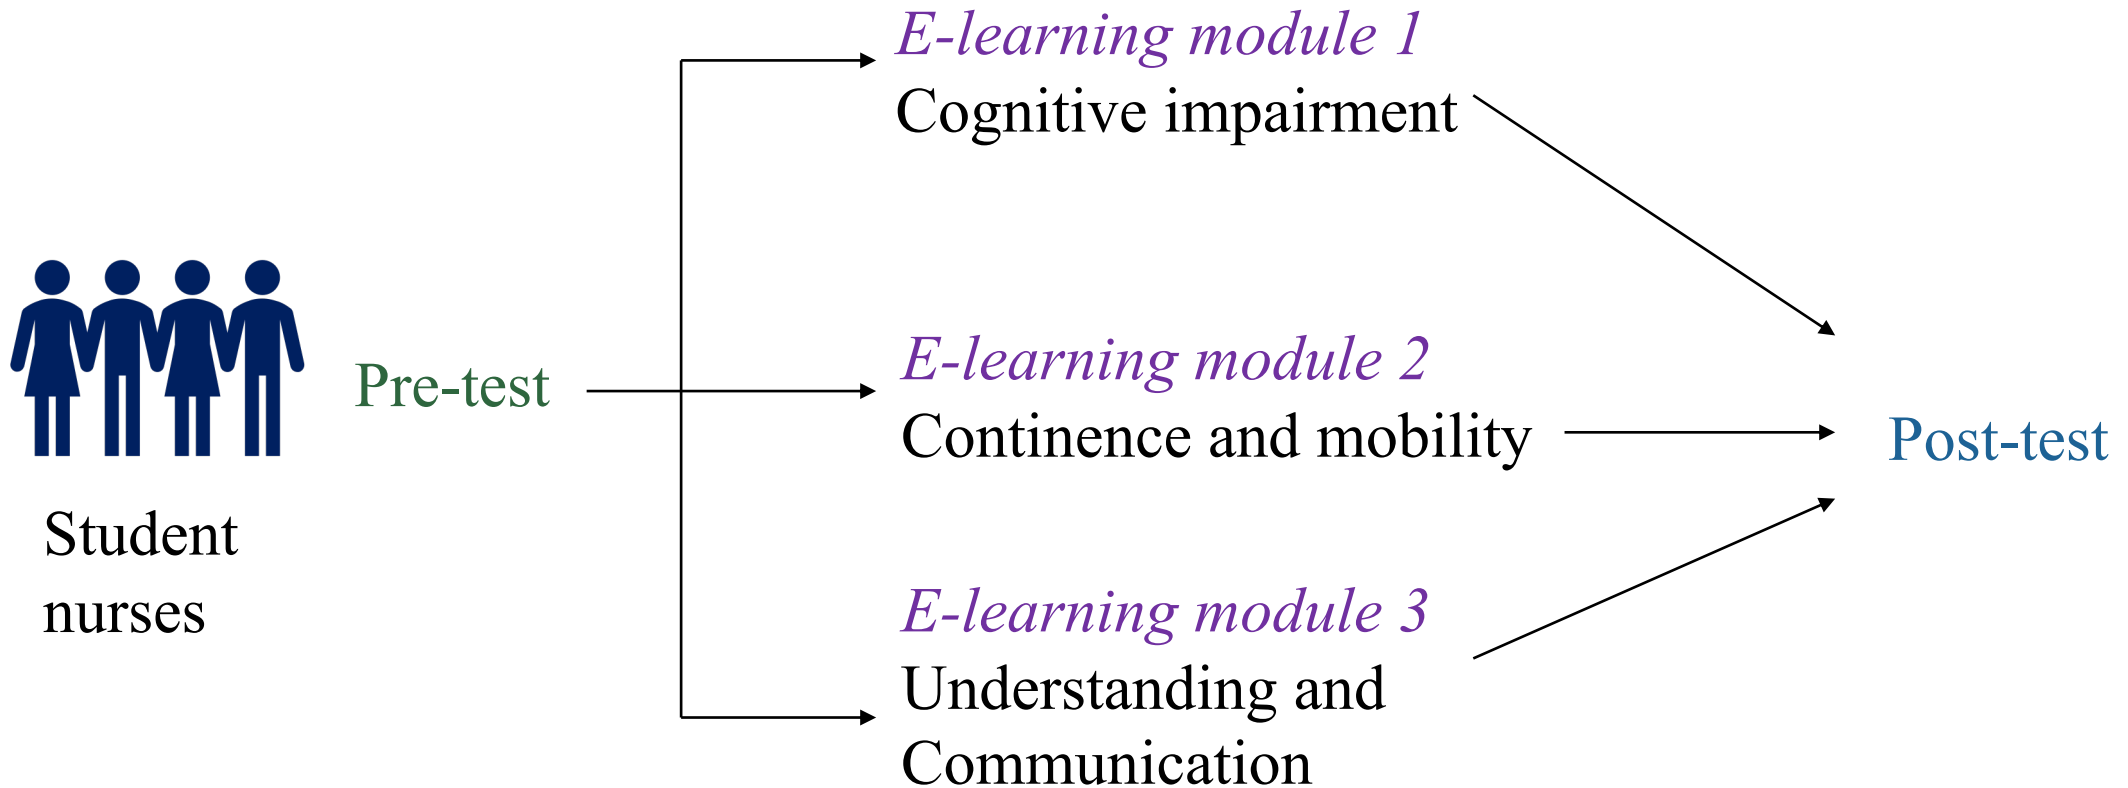 Student
nurses
Pre-test
E-learning module 1
Cognitive impairment
E-learning module 2
Continence and mobility
E-learning module 3
Understanding and
Communication
Post-test